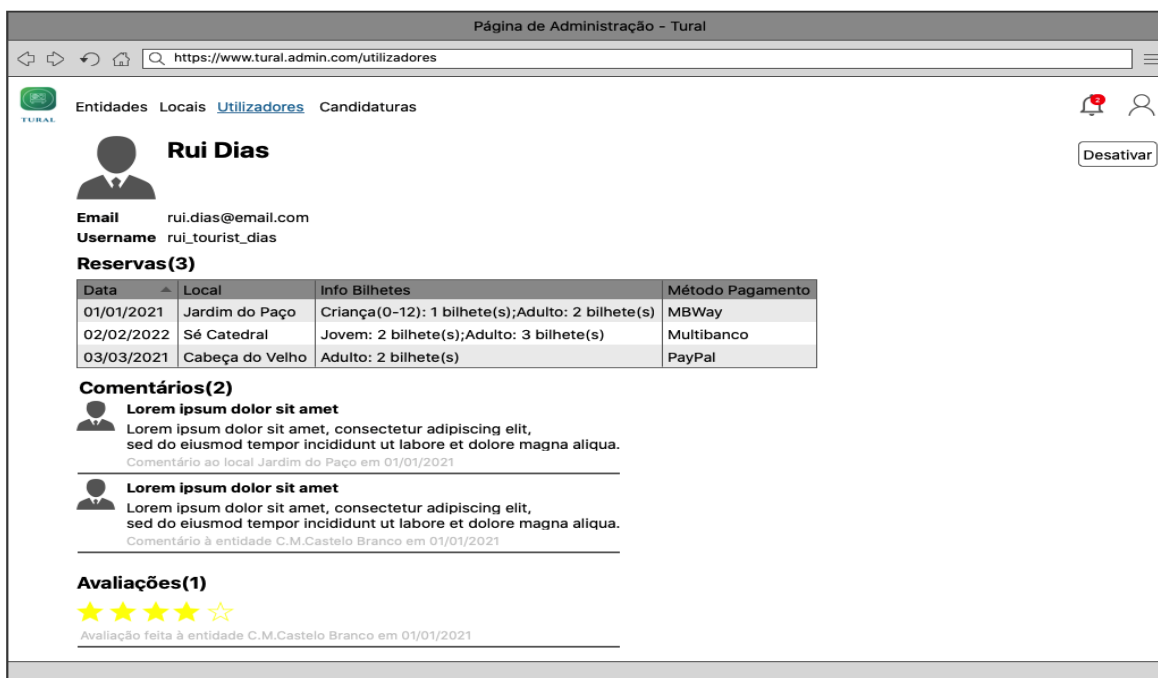 Página de Administração - Tural
https://www.tural.admin.com/utilizadores
TURAL
Entidades Locais Utilizadores Candidaturas
2
Rui Dias
Desativar
Email rui.dias@email.com
Username rui_tourist_dias
Reservas(3)
Data Local Info Bilhetes Método Pagamento
01/01/2021 Jardim do Paço Criança(0-12): 1 bilhete(s);Adulto: 2 bilhete(s) MBWay
02/02/2022 Sé Catedral Jovem: 2 bilhete(s);Adulto: 3 bilhete(s) Multibanco
03/03/2021 Cabeça do Velho Adulto: 2 bilhete(s) PayPal
Comentários(2)
Lorem ipsum dolor sit amet
Lorem ipsum dolor sit amet, consectetur adipiscing elit,
sed do eiusmod tempor incididunt ut labore et dolore magna aliqua.
Comentário ao local Jardim do Paço em 01/01/2021
Lorem ipsum dolor sit amet
Lorem ipsum dolor sit amet, consectetur adipiscing elit,
sed do eiusmod tempor incididunt ut labore et dolore magna aliqua.
Comentário à entidade C.M.Castelo Branco em 01/01/2021
Avaliações(1)
Avaliação feita à entidade C.M.Castelo Branco em 01/01/2021